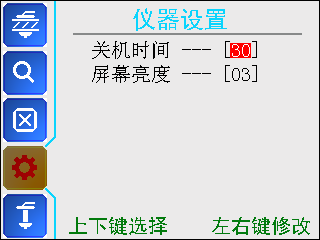 仪器设置
关机时间 --- [30]
屏幕亮度 --- [03]
上下键选择 左右键修改